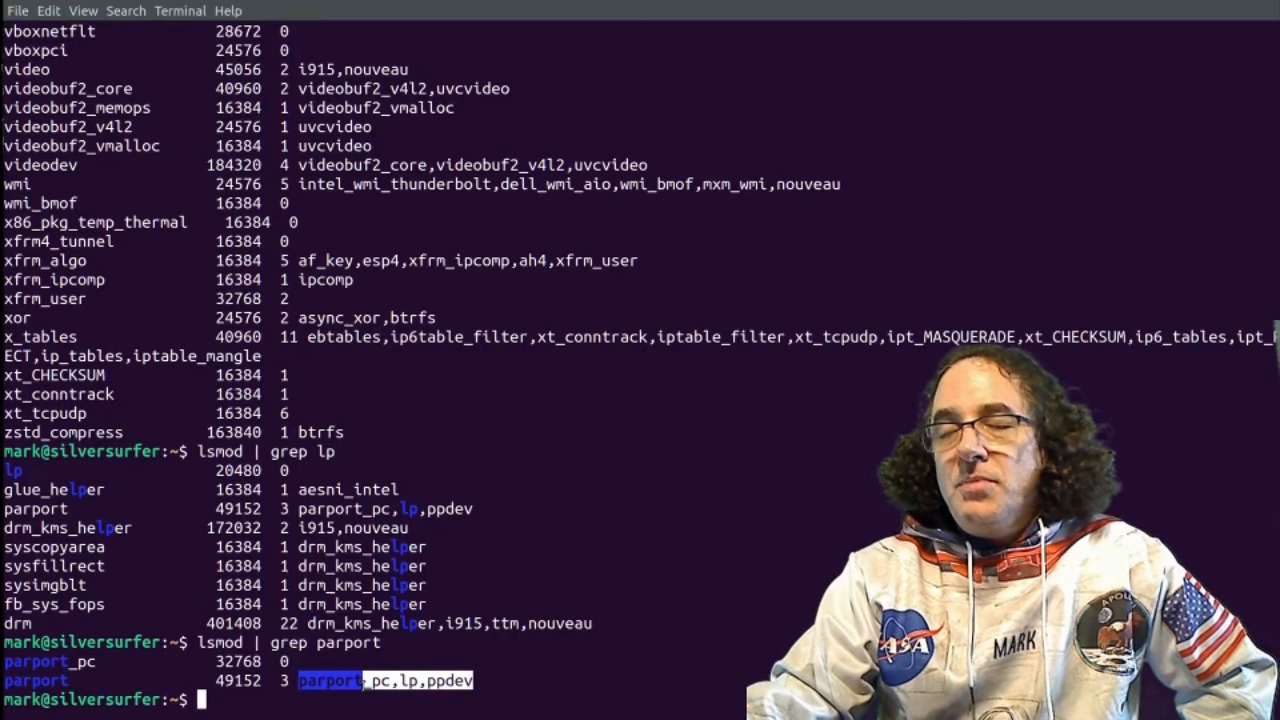 File Edit View Search Terminal Help
vboxnetflt 28672 0
vboxpci 24576 0
video 45056 2 i915,nouveau
videobuf2_core 40960 2 videobuf2_v4l2,uvcvideo
videobuf2_memops 16384 1 videobuf2_vmalloc
videobuf2_v4l2 24576 1 uvcvideo
videobuf2_vmalloc 16384 1 uvcvideo
videodev 184320 4 videobuf2_core,videobuf2_v4l2,uvcvideo
wmi 24576 5 intel_wmi_thunderbolt,dell_wmi_aio,wmi_bmof,mxm_wmi,nouveau
wmi_bmof 16384 0
x86_pkg_temp_thermal 16384 0
xfrm4_tunnel 16384 0
xfrm_algo 16384 5 af_key,esp4,xfrm_ipcomp,ah4,xfrm_user
xfrm_ipcomp 16384 1 ipcomp
xfrm_user 32768 2
xor 24576 2 async_xor,btrfs
x_tables 40960 11 ebtables,ip6table_filter,xt_conntrack,iptable_filter,xt_tcpudp,ipt_MASQUERADE,xt_CHECKSUM,ip6_tables,ipt_
ECT,ip_tables,iptable_mangle
xt_CHECKSUM 16384 1
xt_conntrack 16384 1
xt_tcpudp 16384 6
zstd_compress 163840 1 btrfs
mark@silversurfer:~$ lsmod | grep lp
lp 20480 0
glue_helper 16384 1 aesni_intel
parport 49152 3 parport_pc,lp,ppdev
drm_kms_helper 172032 2 i915,nouveau
syscopyarea 16384 1 drm_kms_helper
sysfillrect 16384 1 drm_kms_helper
sysimgblt 16384 1 drm_kms_helper
fb_sys_fops 16384 1 drm_kms_helper
drm 401408 22 drm_kms_helper,i915,ttm,nouveau
mark@silversurfer:~$ lsmod | grep parport
parport_pc 32768 0
parport 49152 3 parport_pc,lp,ppdev
mark@silversurfer:~$
APOLLO
NASA
MARK